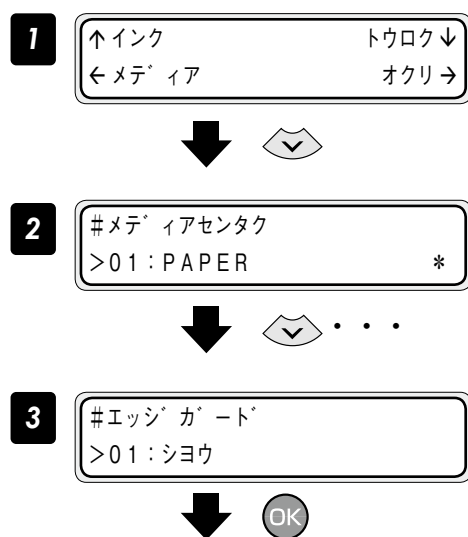 1
↑インク トウロク↓
←メディア オクリ→
2
#メディアセンタク
>01:PAPER *
・・・
3
#エッジガード
>01:シヨウ
OK